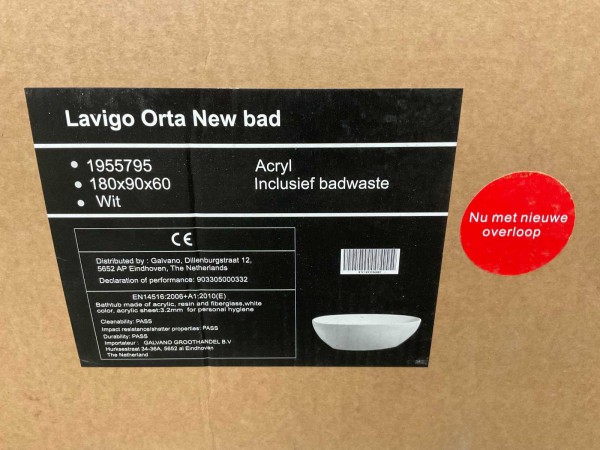 Lavigo Orta New bad
• 1955795
• 180x90x60
• Wit
Acryl
Inclusief badwaste
Nu met nieuwe
overloop
CE
Distributed by : Galvano, Dillenburgstraat 12,
5652 AP Eindhoven, The Netherlands
Declaration of performance: 903305000332
EN14516:2006+A1:2010(E)
Bathtub made of acrylic, resin and fiberglass,white
color, acrylic sheet:3.2mm for personal hygiene
Cleanability: PASS
Impact resistance/shatter properties: PASS
Durability: PASS
Importateur : GALVANO GROOTHANDEL B.V
Hurksestraat 34-36A, 5652 al Eindhoven
The Netherland